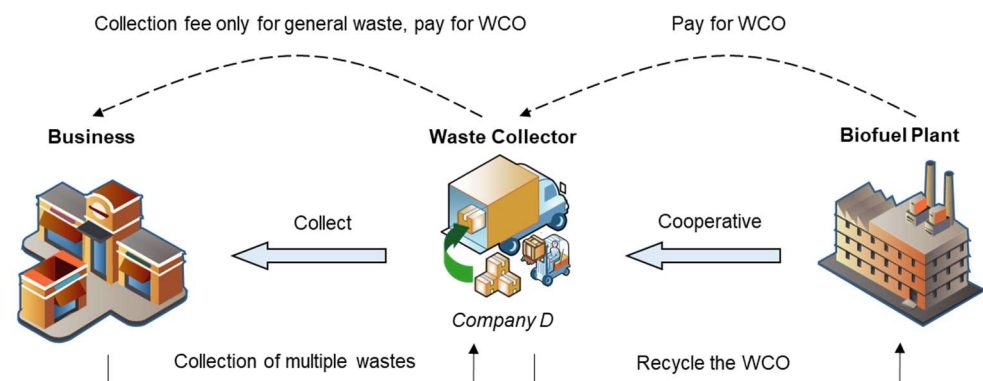 Collection fee only for general waste, pay for WCO
Pay for WCO
Business
Waste Collector
Biofuel Plant
Collect
Cooperative
Company D
Collection of multiple wastes
Recycle the WCO